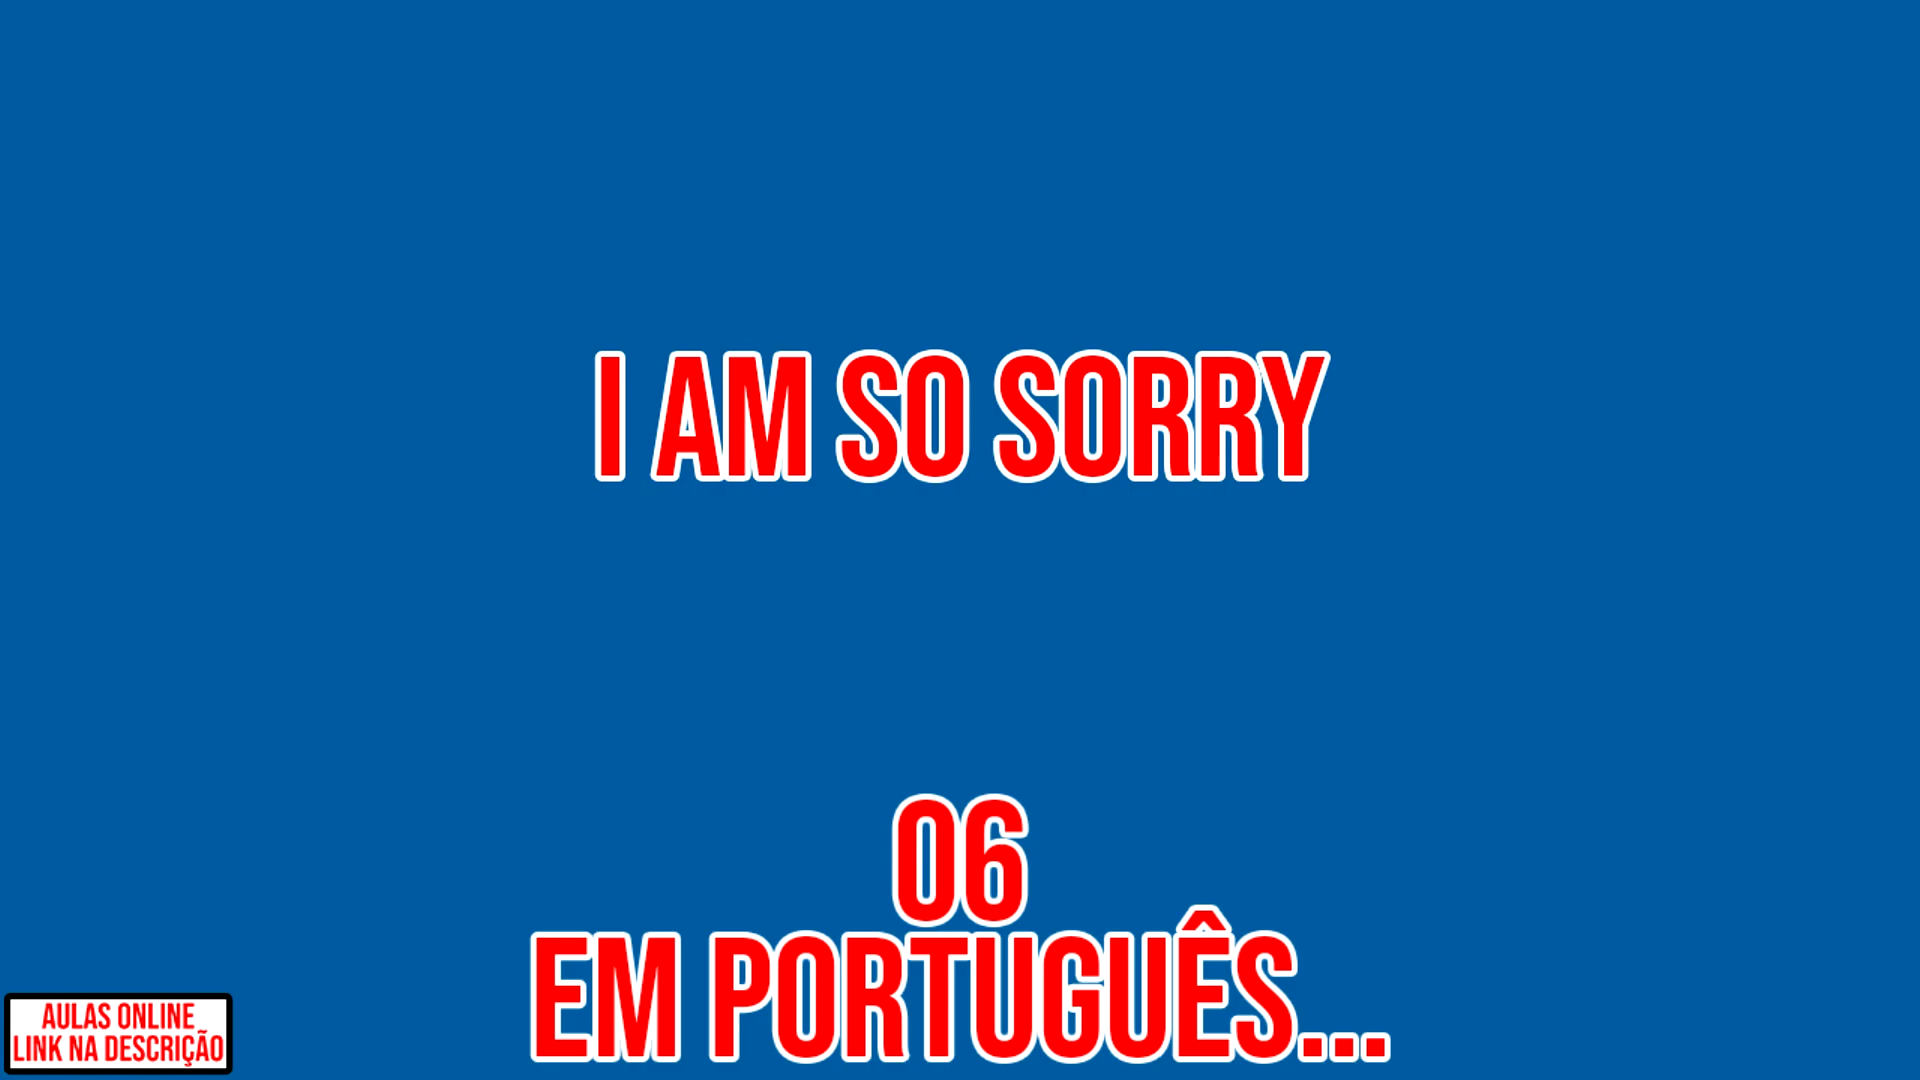 I AM SO SORRY
06
EM PORTUGUÊS...
AULAS ONLINE
LINK NA DESCRIÇÃO